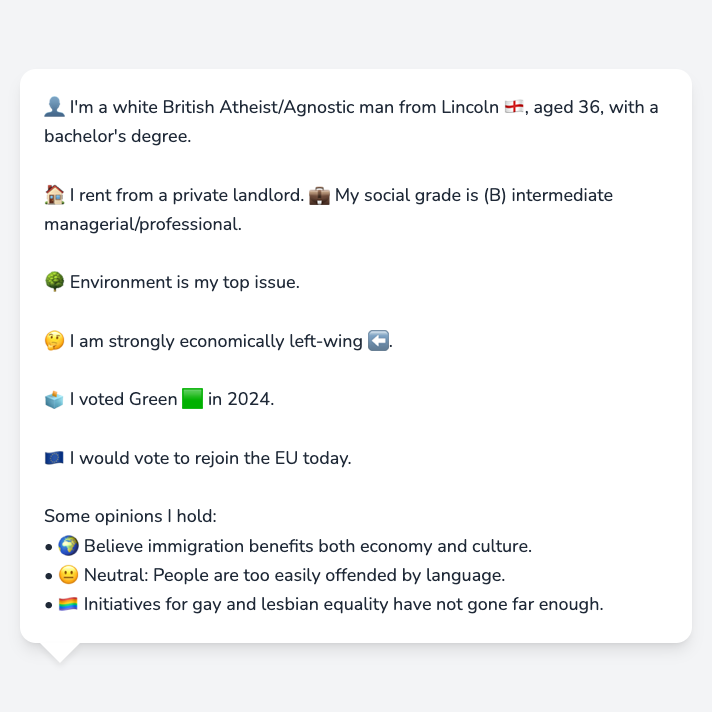 👤 I'm a white British Atheist/Agnostic man from Lincoln 🏴󠁧󠁢󠁥󠁮󠁧󠁿, aged 36, with a
bachelor's degree.
🏠 I rent from a private landlord. 💼 My social grade is (B) intermediate
managerial/professional.
🌳 Environment is my top issue.
🤔 I am strongly economically left-wing ⬅️.
🗳️ I voted Green 🟩 in 2024.
🇪🇺 I would vote to rejoin the EU today.
Some opinions I hold:
• 🌍 Believe immigration benefits both economy and culture.
• 😐 Neutral: People are too easily offended by language.
• 🏳️‍🌈 Initiatives for gay and lesbian equality have not gone far enough.